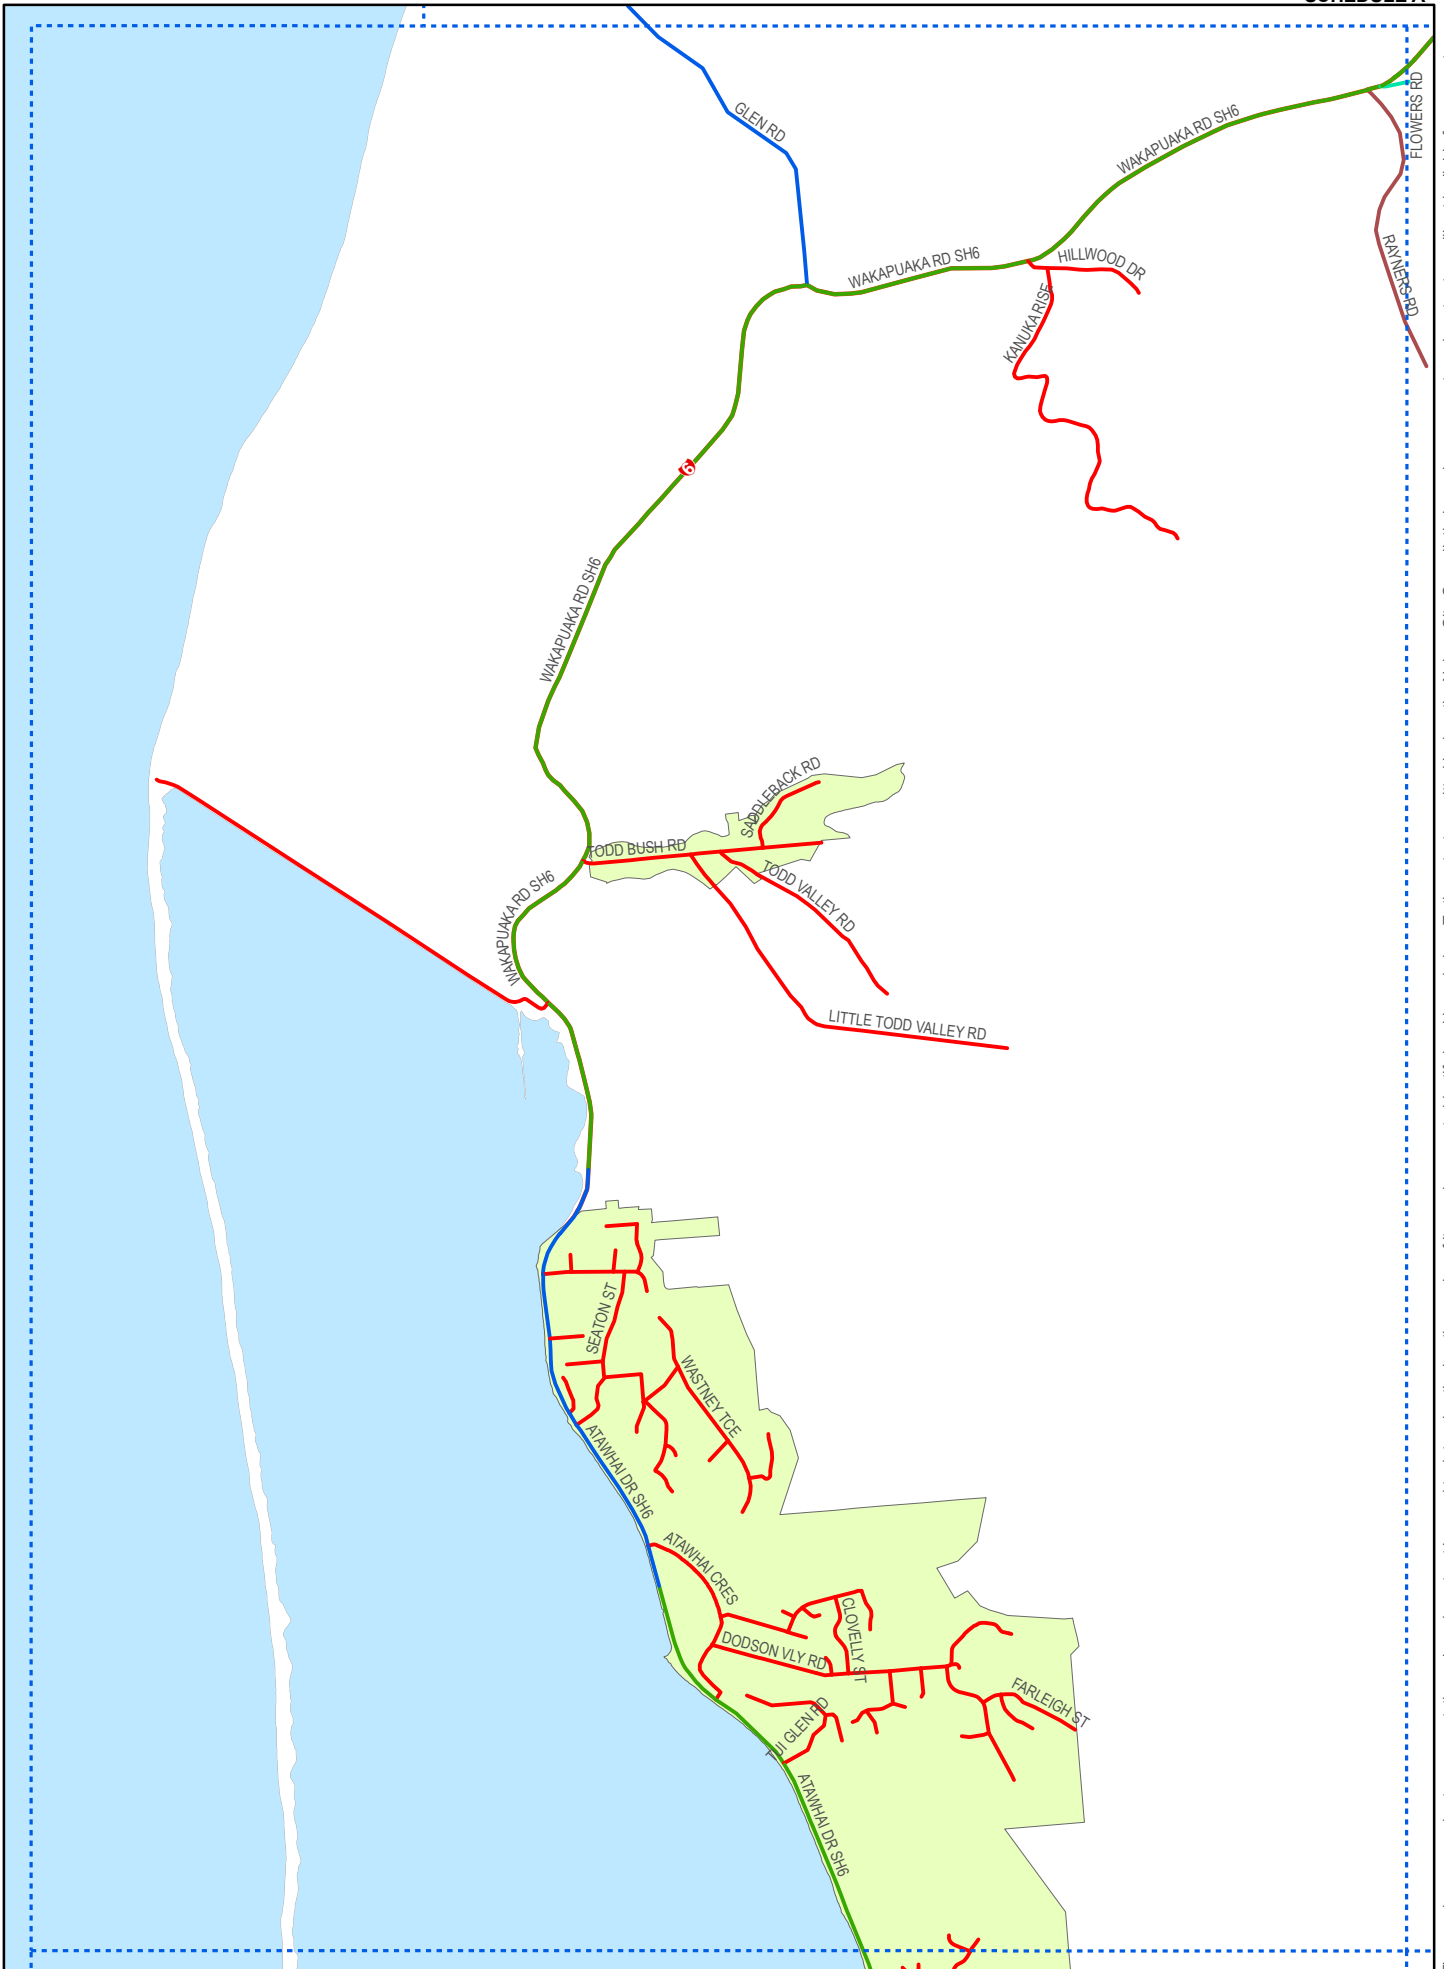 GLEN RD
WAKAPUAKA RD SH6
FLOWERS RD
WAKAPUAKA RD SH6
HILLWOOD DR
RAYNERS RD
KANUKA RISE
6
WAKAPUAKA RD SH6
SADDLEBACK RD
TODD BUSH RD
WAKAPUAKA RD SH6
TODD VALLEY RD
LITTLE TODD VALLEY RD
SEATON ST
WASTNEY TCE
ATAWHAI DR SH6
ATAWHAI CRES
CLOVELLY ST
DODSON VLY RD
FARLEIGH ST
TUI GLEN RD
ATAWHAI DR SH6